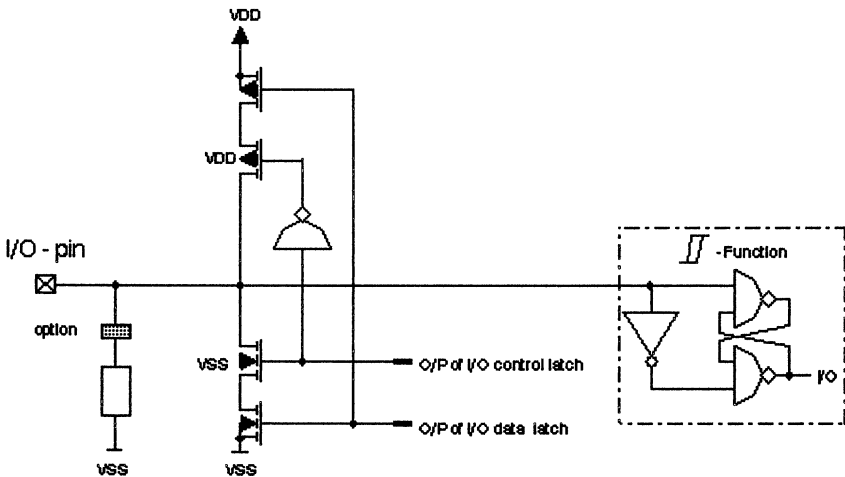 VDD
VDD
I/O - pin
- Function
option
VSS
O/P of I/O control latch
I/O
O/P of I/O data latch
VSS
VSS